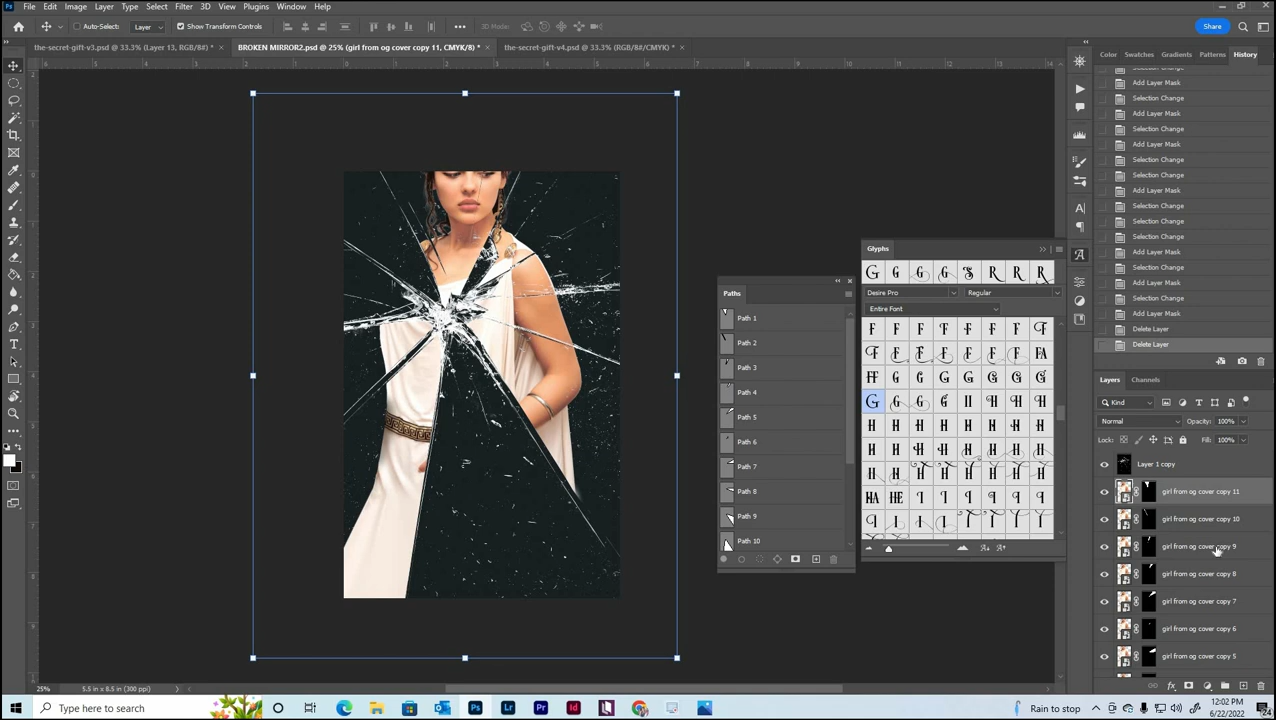 Ps File Edit Image Layer Type Select Filter 3D View Plugins Window Help
Auto-Select: Layer Show Transform Controls 3D Mode: Share
the-secret-gift-v3.psd @ 33.3% (Layer 13, RGB/8#) * × BROKEN MIRROR2.psd @ 25% (girl from og cover copy 11, CMYK/8) * × the-secret-gift-v4.psd @ 33.3% (RGB/8#/CMYK) * ×
Color Swatches Gradients Patterns History
Selection Change
Add Layer Mask
Selection Change
Add Layer Mask
Selection Change
Add Layer Mask
Selection Change
Selection Change
Add Layer Mask
Selection Change
Selection Change
Add Layer Mask
Selection Change
Add Layer Mask
Selection Change
Add Layer Mask
Delete Layer
Delete Layer
Glyphs
G G G G S R R R
Desire Pro Regular
Entire Font
Paths
Path 1
Path 2
Path 3
Path 4
Path 5
Path 6
Path 7
Path 8
Path 9
Path 10
Layers Channels
Kind
Normal Opacity: 100%
Lock: Fill: 100%
Layer 1 copy
girl from og cover copy 11
girl from og cover copy 10
girl from og cover copy 9
girl from og cover copy 8
girl from og cover copy 7
girl from og cover copy 6
girl from og cover copy 5
25% 5.5 in x 8.5 in (300 ppi)
Type here to search
Rain to stop
12:02 PM
6/22/2022